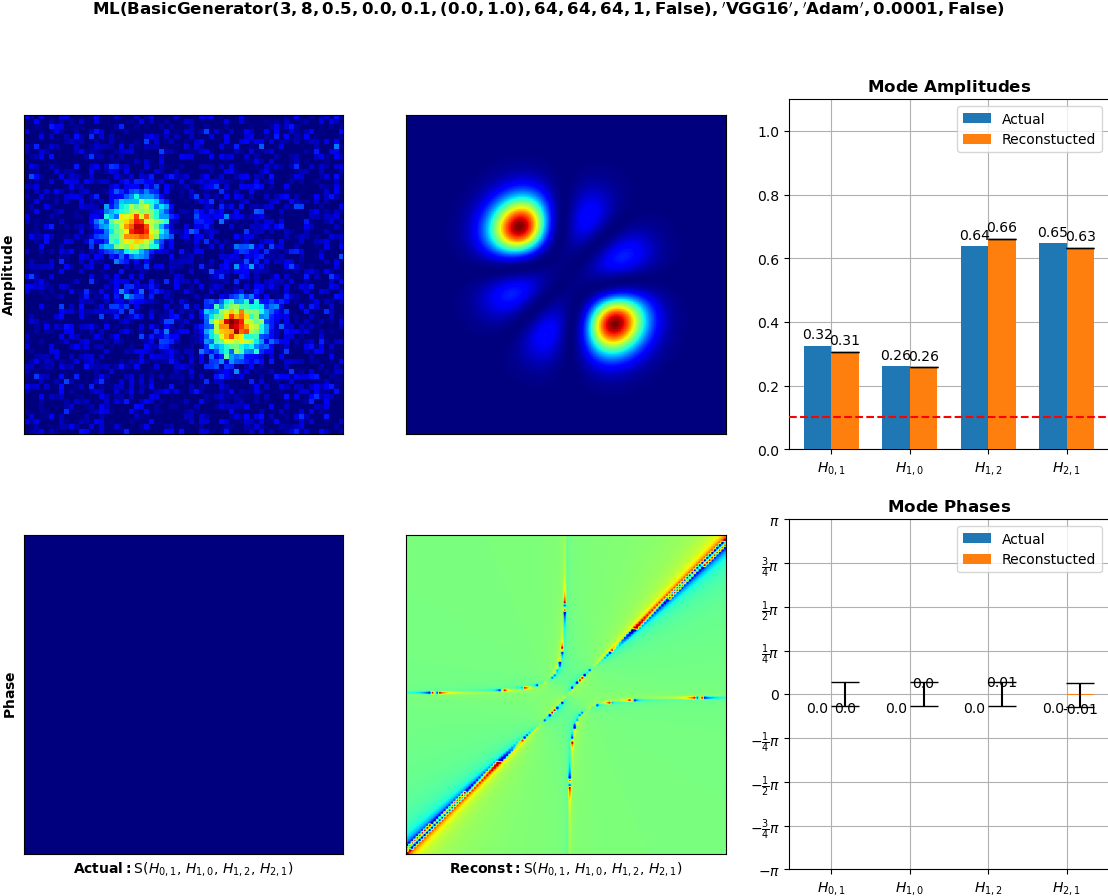 ML(BasicGenerator(3, 8, 0.5, 0.0, 0.1, (0.0, 1.0), 64, 64, 64, 1, False), ′VGG16′, ′Adam′, 0.0001, False)
Amplitude
Mode Amplitudes
Actual
Reconstucted
1.0
0.8
0.6
0.4
0.2
0.0
0.32 0.31 0.26 0.26 0.64 0.66 0.65 0.63
H0,1 H1,0 H1,2 H2,1
Phase
Actual: S(H0,1, H1,0, H1,2, H2,1)
Reconst: S(H0,1, H1,0, H1,2, H2,1)
Mode Phases
Actual
Reconstucted
π
3/4π
1/2π
1/4π
0
−1/4π
−1/2π
−3/4π
−π
0.0 0.0 0.0 0.0 0.0 0.01 0.0 -0.01
H0,1 H1,0 H1,2 H2,1